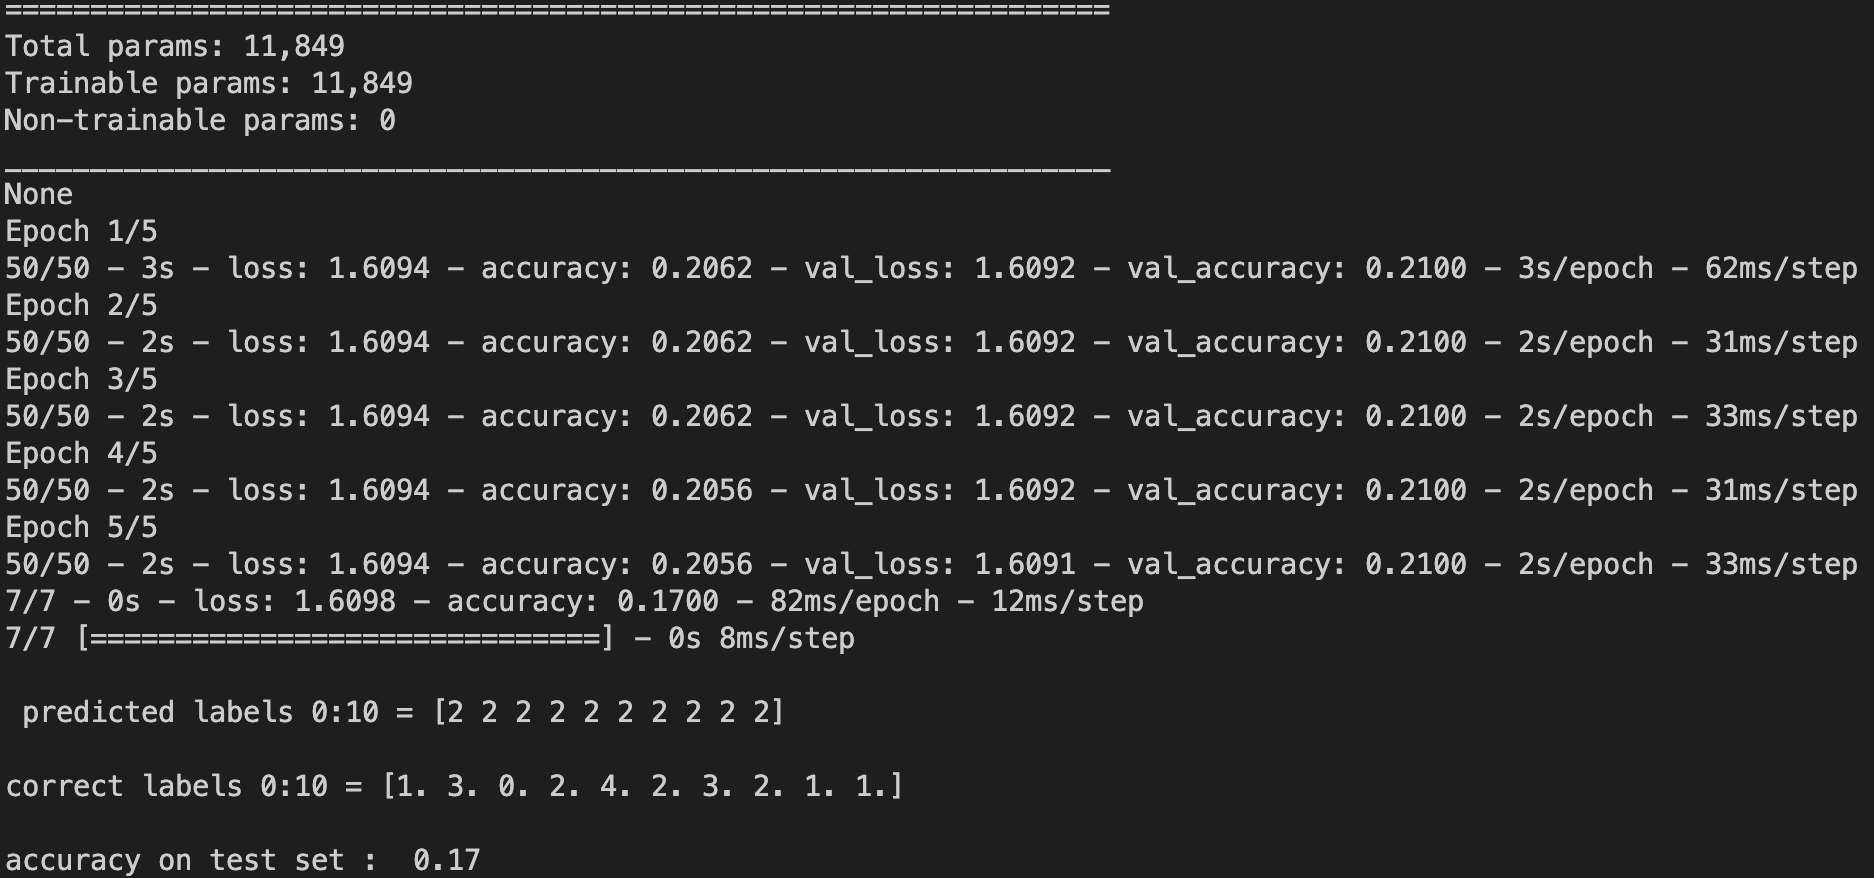 =================================================================
Total params: 11,849
Trainable params: 11,849
Non-trainable params: 0
_________________________________________________________________
None
Epoch 1/5
50/50 - 3s - loss: 1.6094 - accuracy: 0.2062 - val_loss: 1.6092 - val_accuracy: 0.2100 - 3s/epoch - 62ms/step
Epoch 2/5
50/50 - 2s - loss: 1.6094 - accuracy: 0.2062 - val_loss: 1.6092 - val_accuracy: 0.2100 - 2s/epoch - 31ms/step
Epoch 3/5
50/50 - 2s - loss: 1.6094 - accuracy: 0.2062 - val_loss: 1.6092 - val_accuracy: 0.2100 - 2s/epoch - 33ms/step
Epoch 4/5
50/50 - 2s - loss: 1.6094 - accuracy: 0.2056 - val_loss: 1.6092 - val_accuracy: 0.2100 - 2s/epoch - 31ms/step
Epoch 5/5
50/50 - 2s - loss: 1.6094 - accuracy: 0.2056 - val_loss: 1.6091 - val_accuracy: 0.2100 - 2s/epoch - 33ms/step
7/7 - 0s - loss: 1.6098 - accuracy: 0.1700 - 82ms/epoch - 12ms/step
7/7 [==============================] - 0s 8ms/step
predicted labels 0:10 = [2 2 2 2 2 2 2 2 2 2]
correct labels 0:10 = [1. 3. 0. 2. 4. 2. 3. 2. 1. 1.]
accuracy on test set :  0.17